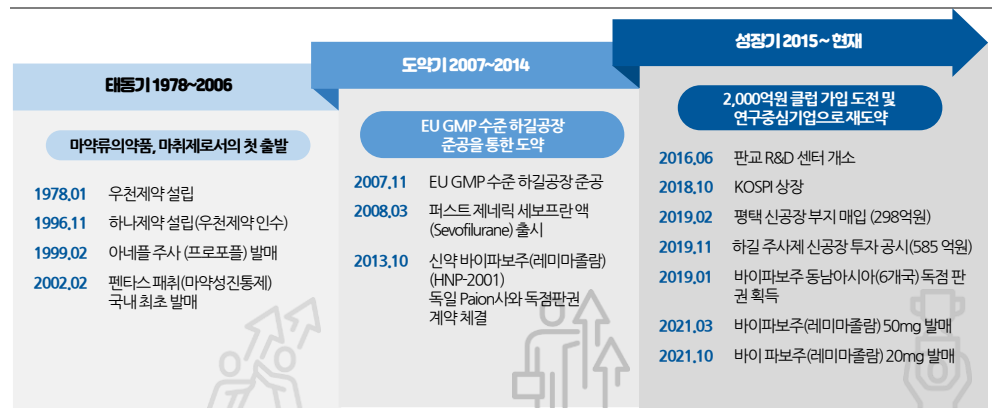 태동기 1978~2006
마약류의약품, 마취제로서의 첫 출발
1978.01 우천제약 설립
1996.11 하나제약 설립(우천제약 인수)
1999.02 아네폴 주사 (프로포폴) 발매
2002.02 펜타스 패취(마약성진통제)
국내 최초 발매
도약기 2007~2014
EU GMP 수준 하길공장
준공을 통한 도약
2007.11 EU GMP 수준 하길공장 준공
2008.03 퍼스트 제네릭 세보프란 액
(Sevofilurane) 출시
2013.10 신약 바이파보주(레미마졸람)
(HNP-2001)
독일 Paion사와 독점판권
계약 체결
성장기 2015~ 현재
2,000억원 클럽 가입 도전 및
연구중심기업으로 재도약
2016.06 판교 R&D 센터 개소
2018.10 KOSPI 상장
2019.02 평택 신공장 부지 매입 (298억원)
2019.11 하길 주사제 신공장 투자 공시(585 억원)
2019.01 바이파보주 동남아시아(6개국) 독점 판
권 획득
2021.03 바이파보주(레미마졸람) 50mg 발매
2021.10 바이 파보주(레미마졸람) 20mg 발매